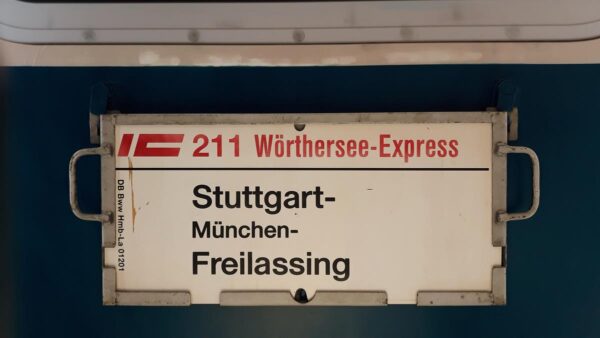 IC 211 Wörthersee-Express
Stuttgart-
München-
Freilassing
DB Bww Hmb-La 01201